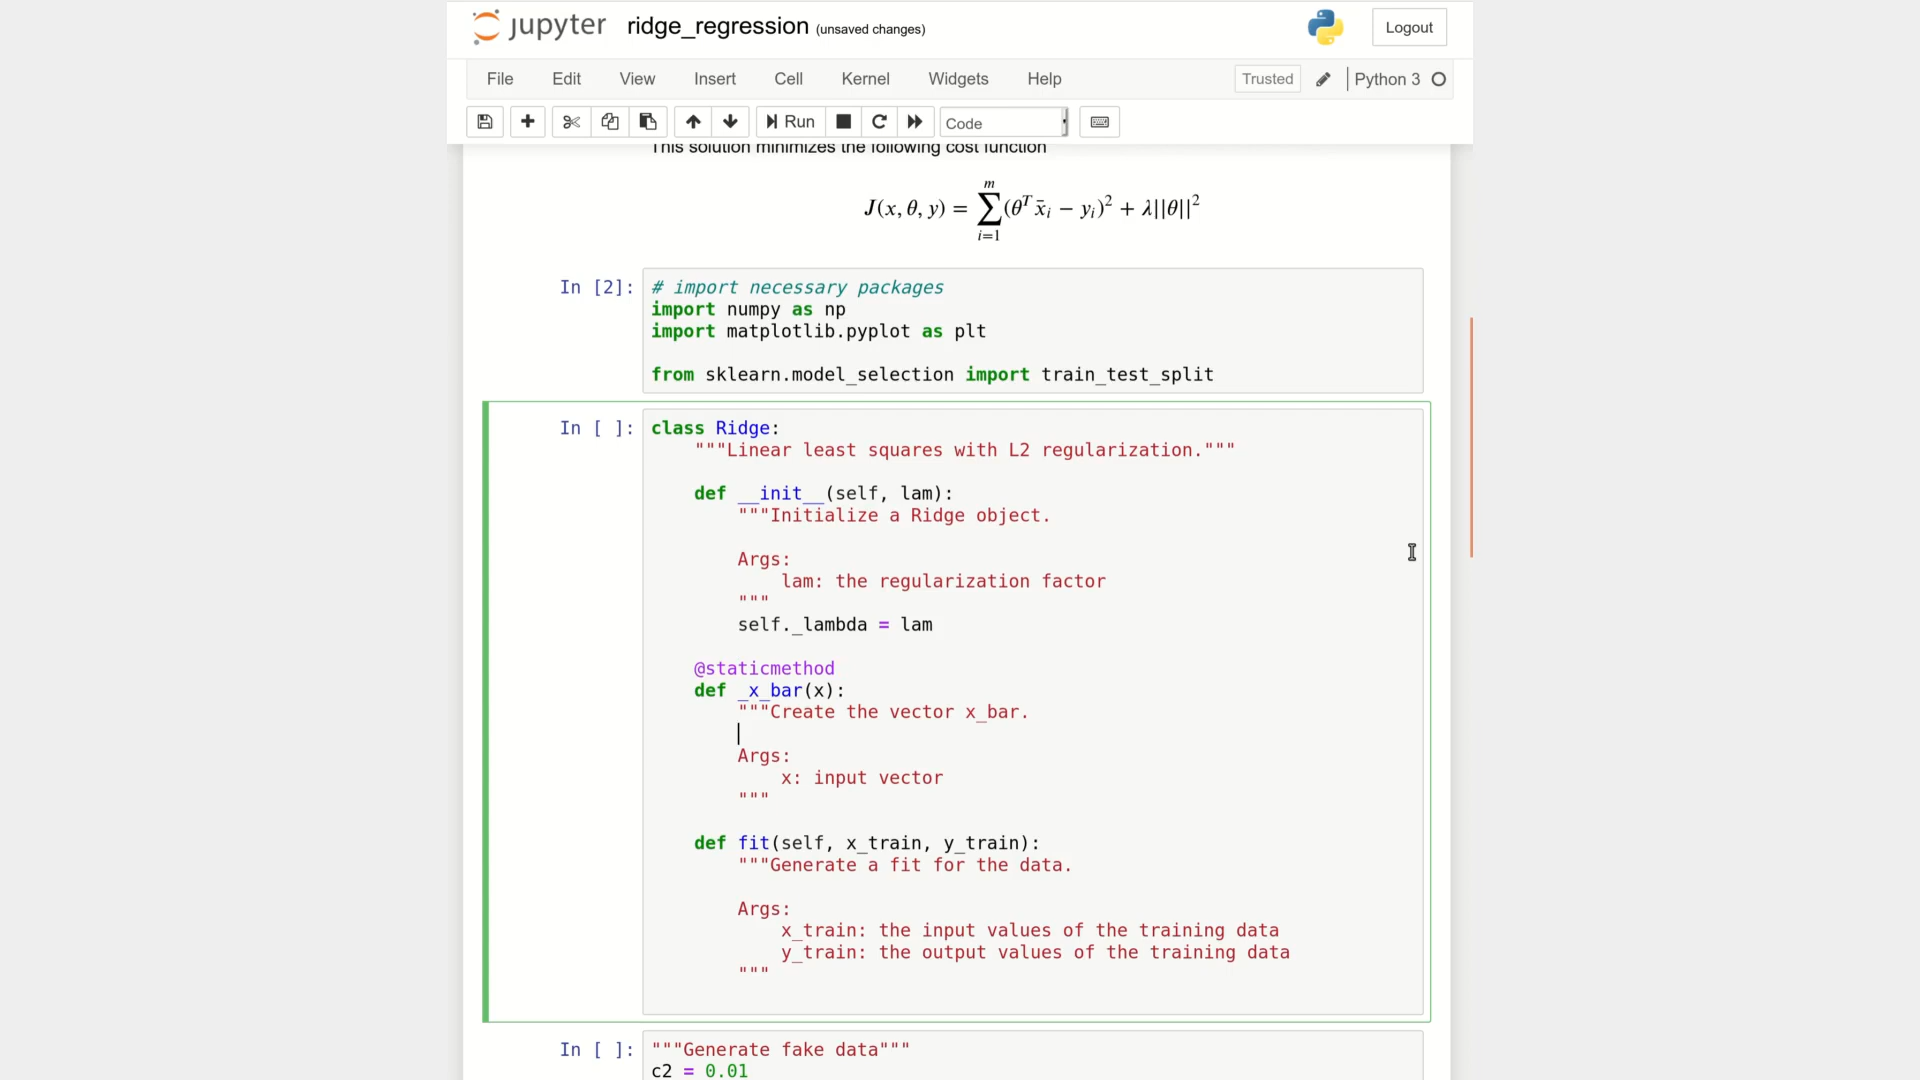 jupyter ridge_regression (unsaved changes) Logout
File Edit View Insert Cell Kernel Widgets Help Trusted Python 3
Run Code
This solution minimizes the following cost function
J(x, θ, y) = ∑_{i=1}^{m} (θ^T x̄_i − y_i)^2 + λ||θ||^2
In [2]: # import necessary packages
import numpy as np
import matplotlib.pyplot as plt
from sklearn.model_selection import train_test_split
In [ ]: class Ridge:
"""Linear least squares with L2 regularization."""
def __init__(self, lam):
"""Initialize a Ridge object.
Args:
lam: the regularization factor
"""
self._lambda = lam
@staticmethod
def _x_bar(x):
"""Create the vector x_bar.
Args:
x: input vector
"""
def fit(self, x_train, y_train):
"""Generate a fit for the data.
Args:
x_train: the input values of the training data
y_train: the output values of the training data
"""
In [ ]: """Generate fake data"""
c2 = 0.01